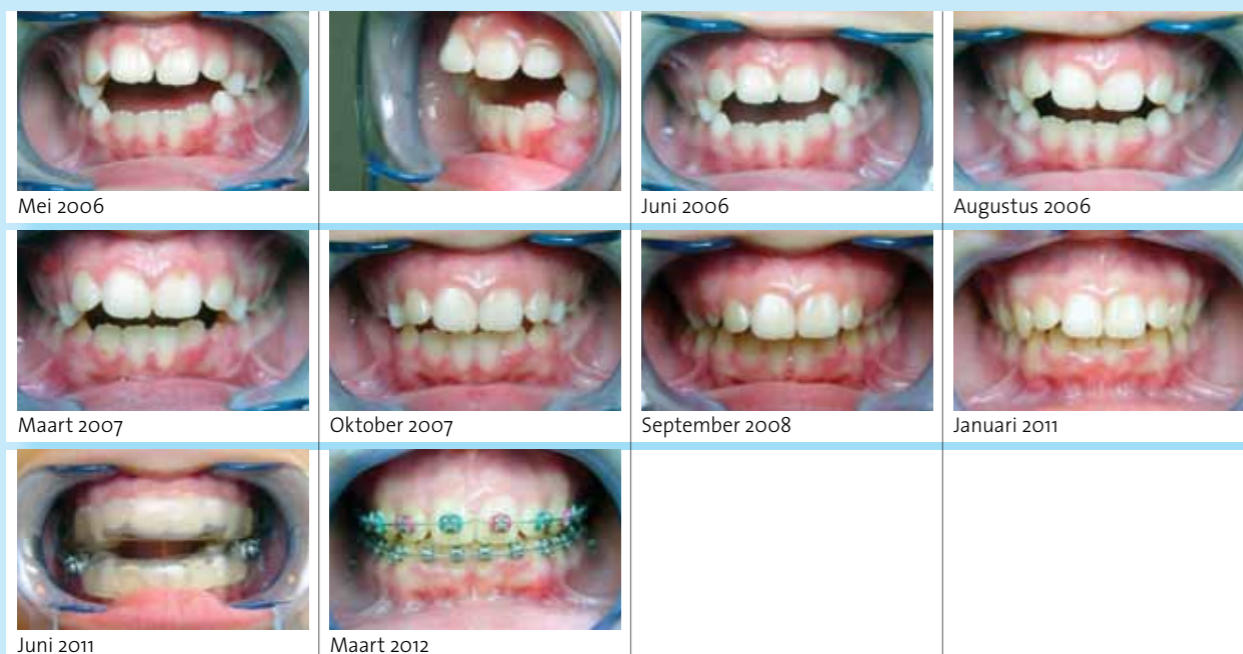 Mei 2006
Juni 2006
Augustus 2006
Maart 2007
Oktober 2007
September 2008
Januari 2011
Juni 2011
Maart 2012